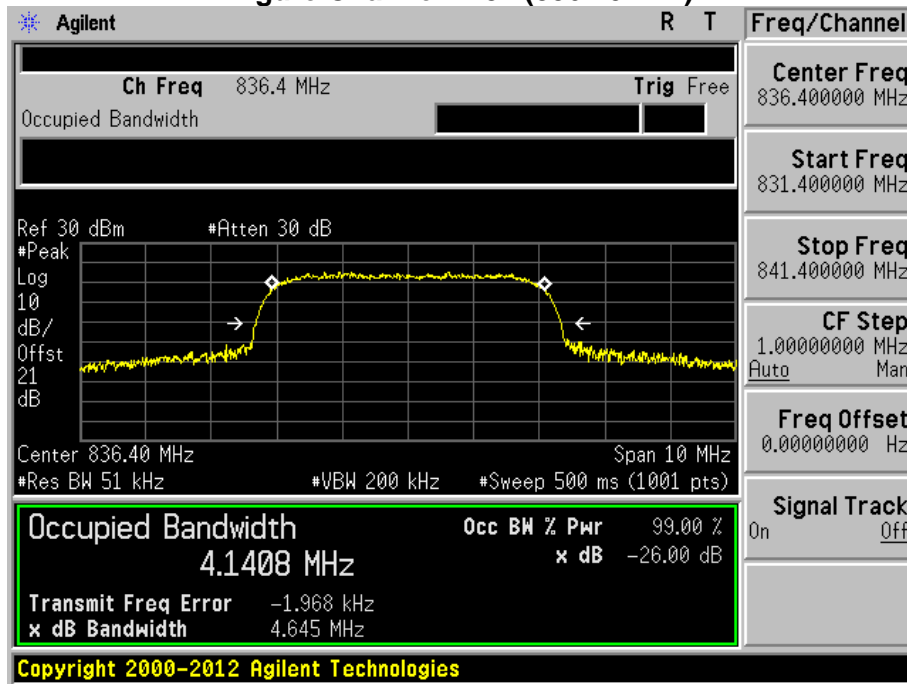 Agilent R T Freq/Channel
Ch Freq 836.4 MHz Trig Free
Occupied Bandwidth
Center Freq
836.400000 MHz
Start Freq
831.400000 MHz
Stop Freq
841.400000 MHz
CF Step
1.00000000 MHz
Auto Man
Freq Offset
0.00000000 Hz
Signal Track
On Off
Ref 30 dBm #Atten 30 dB
#Peak
Log
10
dB/
Offst
21
dB
Center 836.40 MHz Span 10 MHz
#Res BW 51 kHz #VBW 200 kHz #Sweep 500 ms (1001 pts)
Occupied Bandwidth Occ BW % Pwr 99.00 %
4.1408 MHz x dB -26.00 dB
Transmit Freq Error -1.968 kHz
x dB Bandwidth 4.645 MHz
Copyright 2000-2012 Agilent Technologies